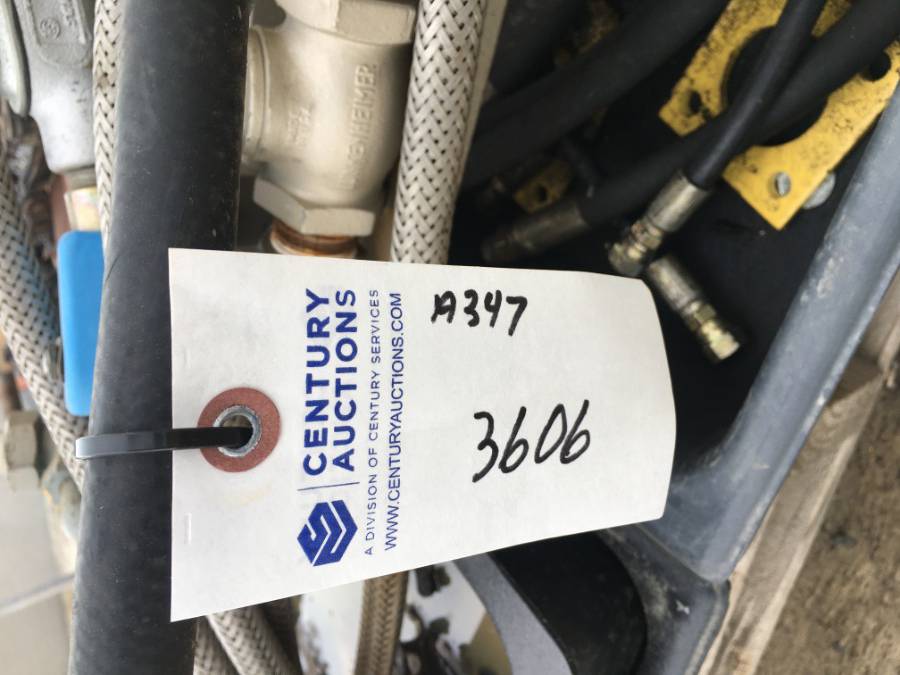 A347
3606
CENTURY
AUCTIONS
A DIVISION OF CENTURY SERVICES
WWW.CENTURYAUCTIONS.COM